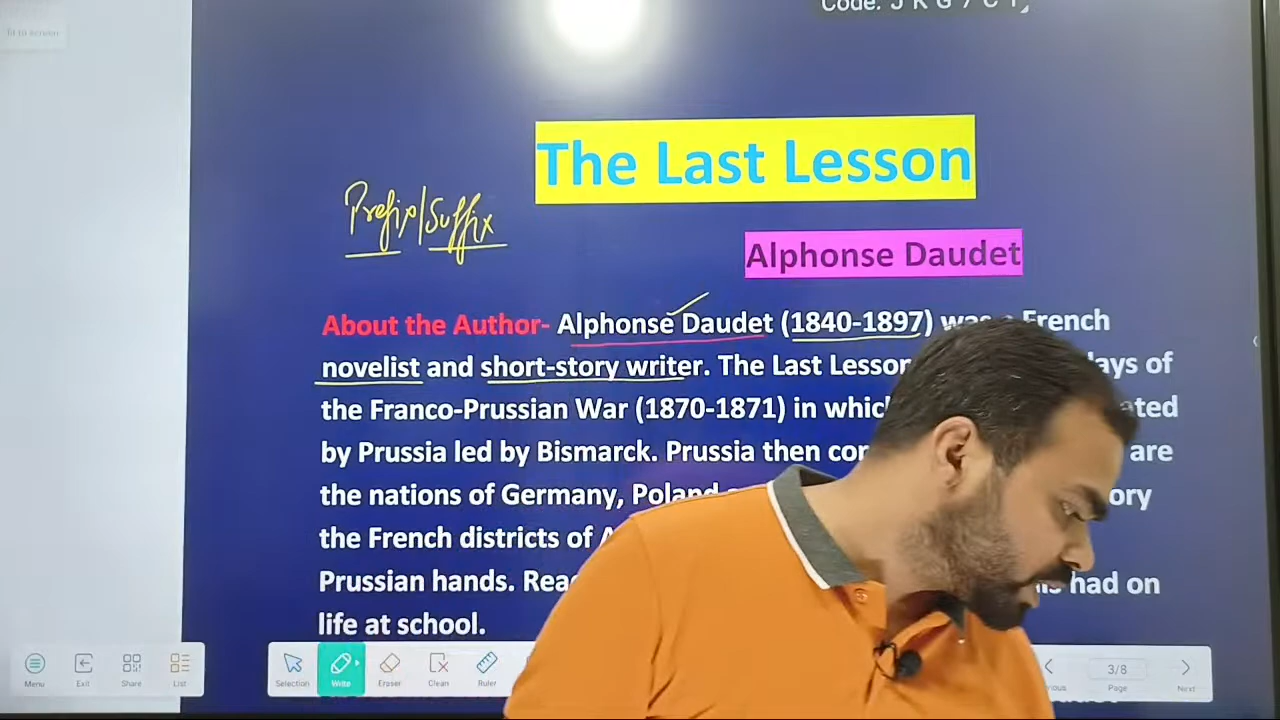 Code: J K G 7 C T
The Last Lesson
Prefix/Suffix
Alphonse Daudet
About the Author- Alphonse Daudet (1840-1897) was a French
novelist and short-story writer. The Last Lesson ays of
the Franco-Prussian War (1870-1871) in which ated
by Prussia led by Bismarck. Prussia then are
the nations of Germany, Poland ory
the French districts of
Prussian hands. had on
life at school.
Menu Exit Share List Selection Write Eraser Clean Ruler 3/8 Page Next